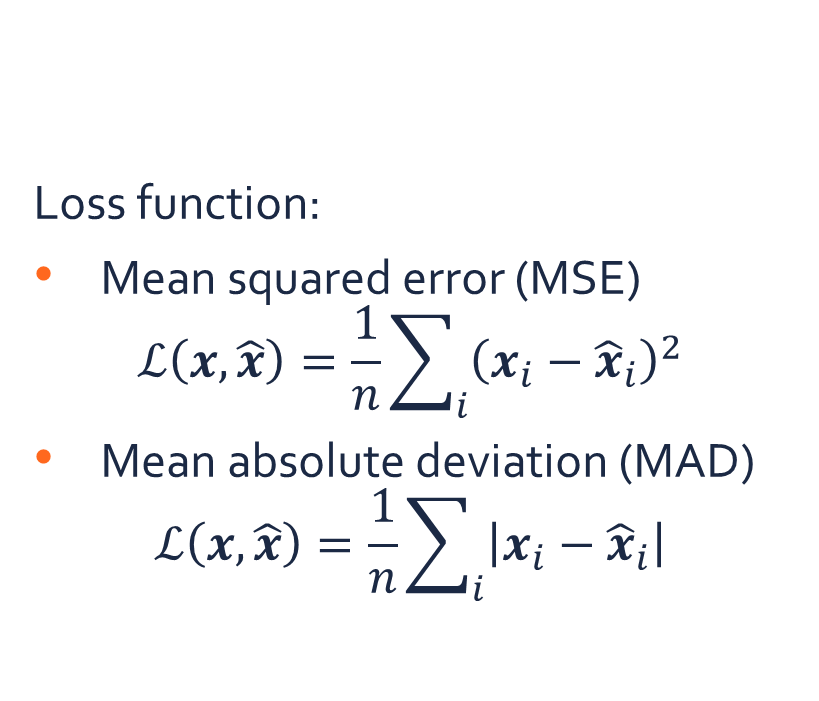 Loss function:
• Mean squared error (MSE)
ℒ(𝒙, 𝒙̂) = 1/n ∑ᵢ (𝒙ᵢ − 𝒙̂ᵢ)²
• Mean absolute deviation (MAD)
ℒ(𝒙, 𝒙̂) = 1/n ∑ᵢ |𝒙ᵢ − 𝒙̂ᵢ|